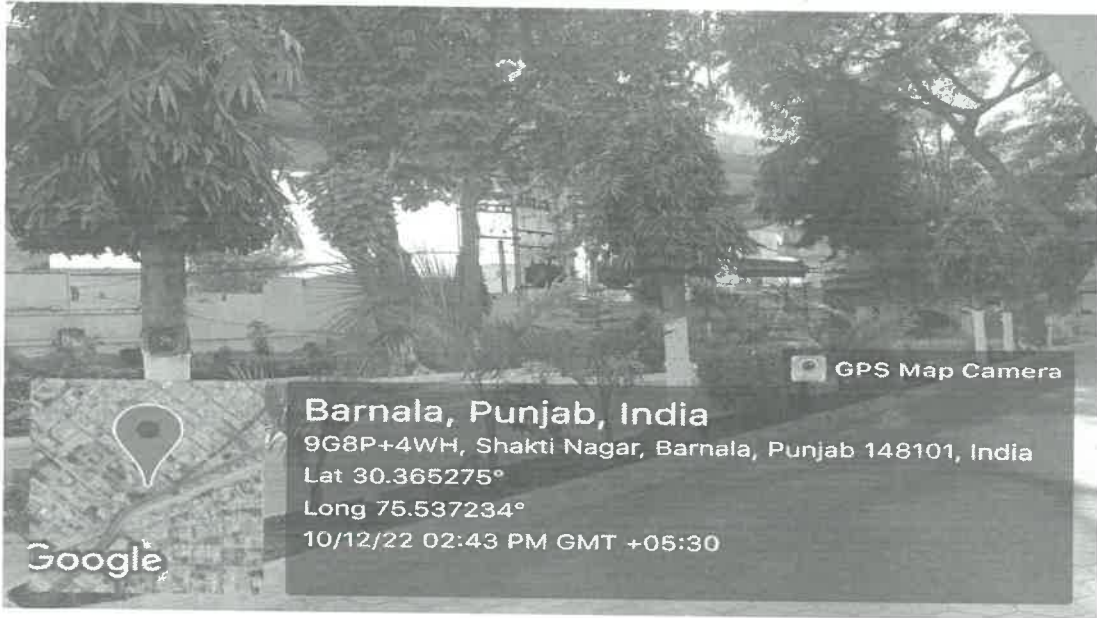 GPS Map Camera
Barnala, Punjab, India
9G8P+4WH, Shakti Nagar, Barnala, Punjab 148101, India
Lat 30.365275°
Long 75.537234°
10/12/22 02:43 PM GMT +05:30
Google